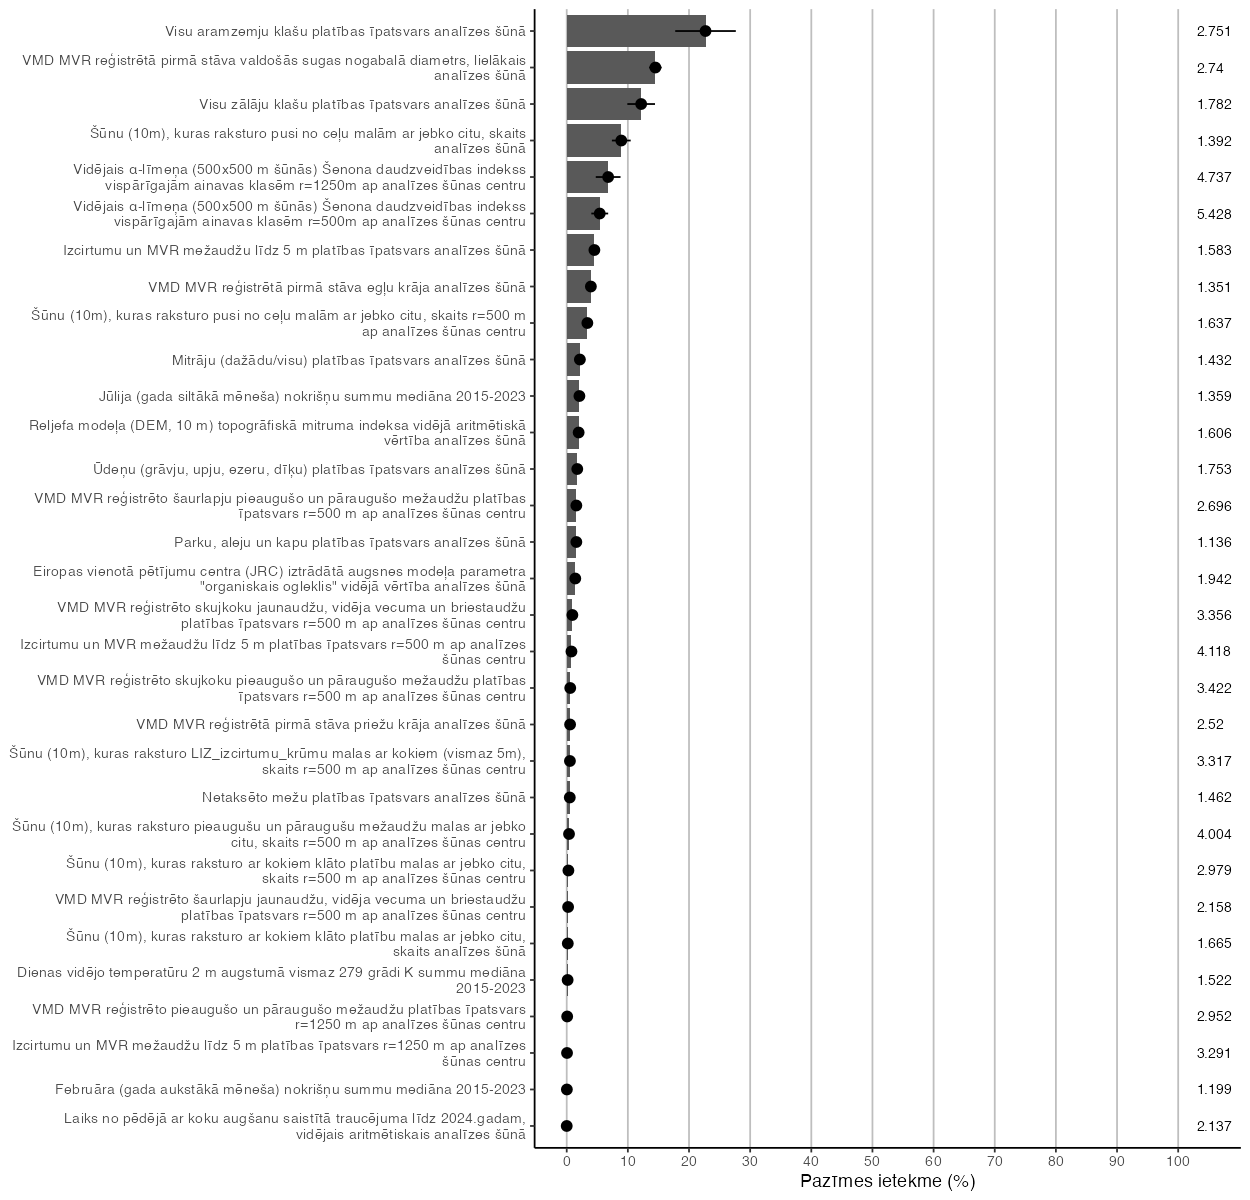 Visu aramzemju klašu platības īpatsvars analīzes šūnā
2.751
VMD MVR reģistrētā pirmā stāva valdošās sugas nogabalā diametrs, lielākais
analīzes šūnā
2.74
Visu zālāju klašu platības īpatsvars analīzes šūnā
1.782
Šūnu (10m), kuras raksturo pusi no ceļu malām ar jebko citu, skaits
analīzes šūnā
1.392
Vidējais α-līmeņa (500x500 m šūnās) Šenona daudzveidības indekss
vispārīgajām ainavas klasēm r=1250m ap analīzes šūnas centru
4.737
Vidējais α-līmeņa (500x500 m šūnās) Šenona daudzveidības indekss
vispārīgajām ainavas klasēm r=500m ap analīzes šūnas centru
5.428
Izcirtumu un MVR mežaudžu līdz 5 m platības īpatsvars analīzes šūnā
1.583
VMD MVR reģistrētā pirmā stāva egļu krāja analīzes šūnā
1.351
Šūnu (10m), kuras raksturo pusi no ceļu malām ar jebko citu, skaits r=500 m
ap analīzes šūnas centru
1.637
Mitrāju (dažādu/visu) platības īpatsvars analīzes šūnā
1.432
Jūlija (gada siltākā mēneša) nokrišņu summu mediāna 2015-2023
1.359
Reljefa modeļa (DEM, 10 m) topogrāfiskā mitruma indeksa vidējā aritmētiskā
vērtība analīzes šūnā
1.606
Ūdeņu (grāvju, upju, ezeru, dīķu) platības īpatsvars analīzes šūnā
1.753
VMD MVR reģistrēto šaurlapju pieaugušo un pāraugušo mežaudžu platības
īpatsvars r=500 m ap analīzes šūnas centru
2.696
Parku, aleju un kapu platības īpatsvars analīzes šūnā
1.136
Eiropas vienotā pētījumu centra (JRC) iztrādātā augsnes modeļa parametra
"organiskais ogleklis" vidējā vērtība analīzes šūnā
1.942
VMD MVR reģistrēto skujkoku jaunaudžu, vidēja vecuma un briestaudžu
platības īpatsvars r=500 m ap analīzes šūnas centru
3.356
Izcirtumu un MVR mežaudžu līdz 5 m platības īpatsvars r=500 m ap analīzes
šūnas centru
4.118
VMD MVR reģistrēto skujkoku pieaugušo un pāraugušo mežaudžu platības
īpatsvars r=500 m ap analīzes šūnas centru
3.422
VMD MVR reģistrētā pirmā stāva priežu krāja analīzes šūnā
2.52
Šūnu (10m), kuras raksturo LIZ_izcirtumu_krūmu malas ar kokiem (vismaz 5m),
skaits r=500 m ap analīzes šūnas centru
3.317
Netaksēto mežu platības īpatsvars analīzes šūnā
1.462
Šūnu (10m), kuras raksturo pieaugušu un pāraugušu mežaudžu malas ar jebko
citu, skaits r=500 m ap analīzes šūnas centru
4.004
Šūnu (10m), kuras raksturo ar kokiem klāto platību malas ar jebko citu,
skaits r=500 m ap analīzes šūnas centru
2.979
VMD MVR reģistrēto šaurlapju jaunaudžu, vidēja vecuma un briestaudžu
platības īpatsvars r=500 m ap analīzes šūnas centru
2.158
Šūnu (10m), kuras raksturo ar kokiem klāto platību malas ar jebko citu,
skaits analīzes šūnā
1.665
Dienas vidējo temperatūru 2 m augstumā vismaz 279 grādi K summu mediāna
2015-2023
1.522
VMD MVR reģistrēto pieaugušo un pāraugušo mežaudžu platības īpatsvars
r=1250 m ap analīzes šūnas centru
2.952
Izcirtumu un MVR mežaudžu līdz 5 m platības īpatsvars r=1250 m ap analīzes
šūnas centru
3.291
Februāra (gada aukstākā mēneša) nokrišņu summu mediāna 2015-2023
1.199
Laiks no pēdējā ar koku augšanu saistītā traucējuma līdz 2024.gadam,
vidējais aritmētiskais analīzes šūnā
2.137
0 10 20 30 40 50 60 70 80 90 100
Pazīmes ietekme (%)